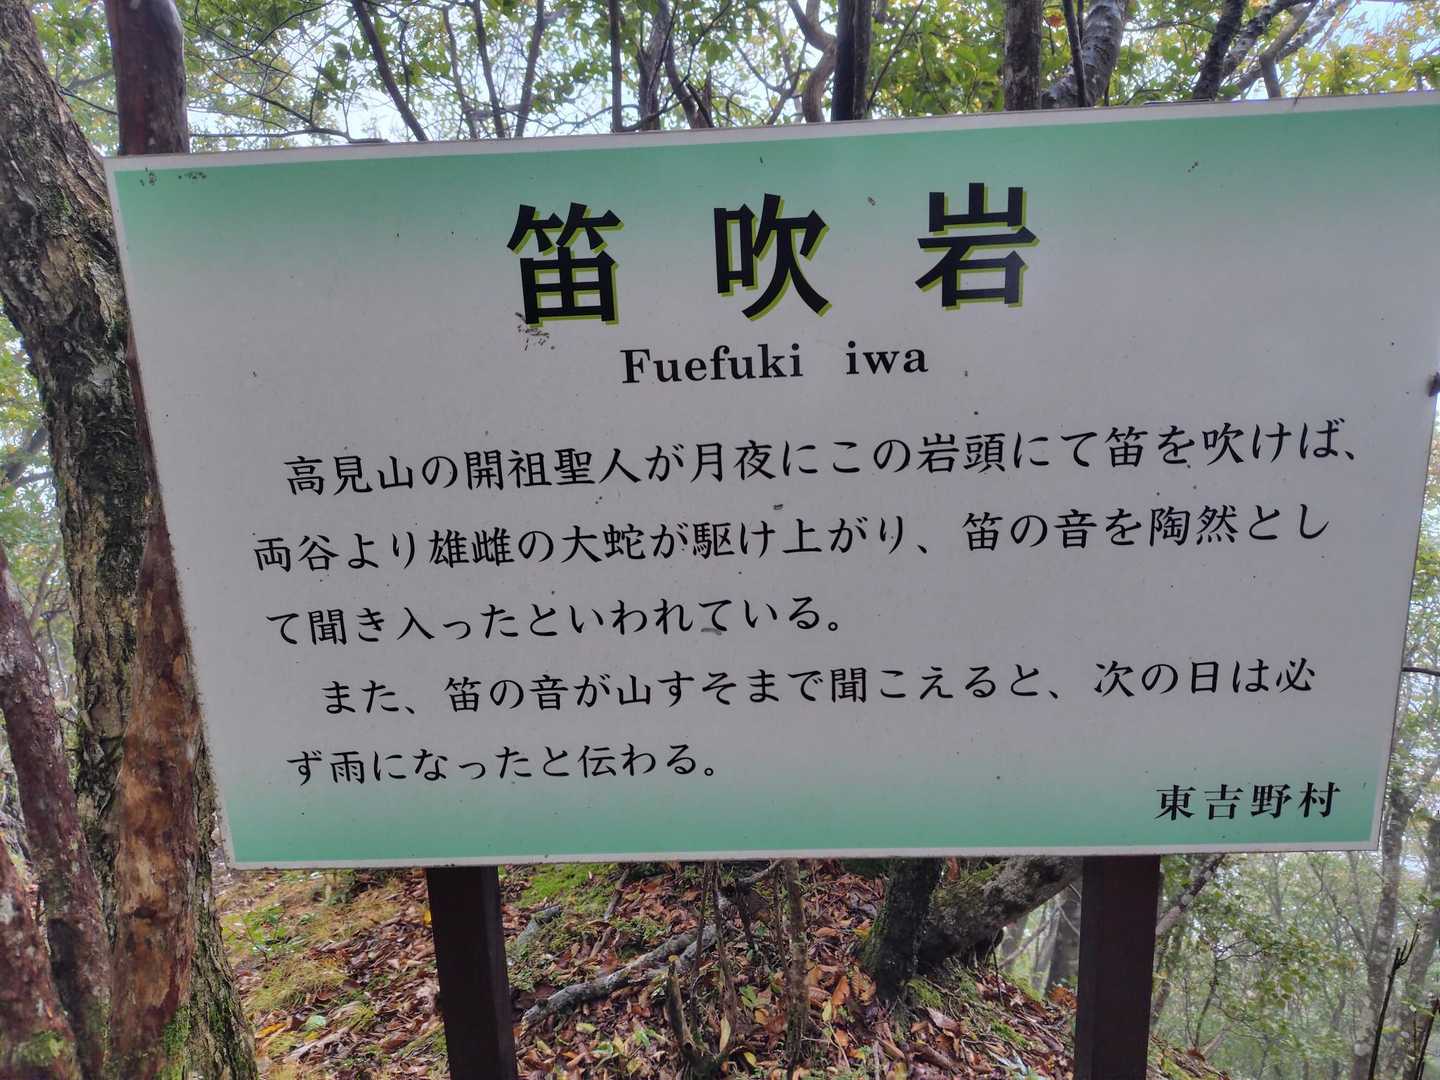 笛吹岩
Fuefuki iwa
高見山の開祖聖人が月夜にこの岩頭にて笛を吹けば、
両谷より雄雌の大蛇が駆け上がり、笛の音を陶然とし
て聞き入ったといわれている。
また、笛の音が山すそまで聞こえると、次の日は必
ず雨になったと伝わる。
東吉野村